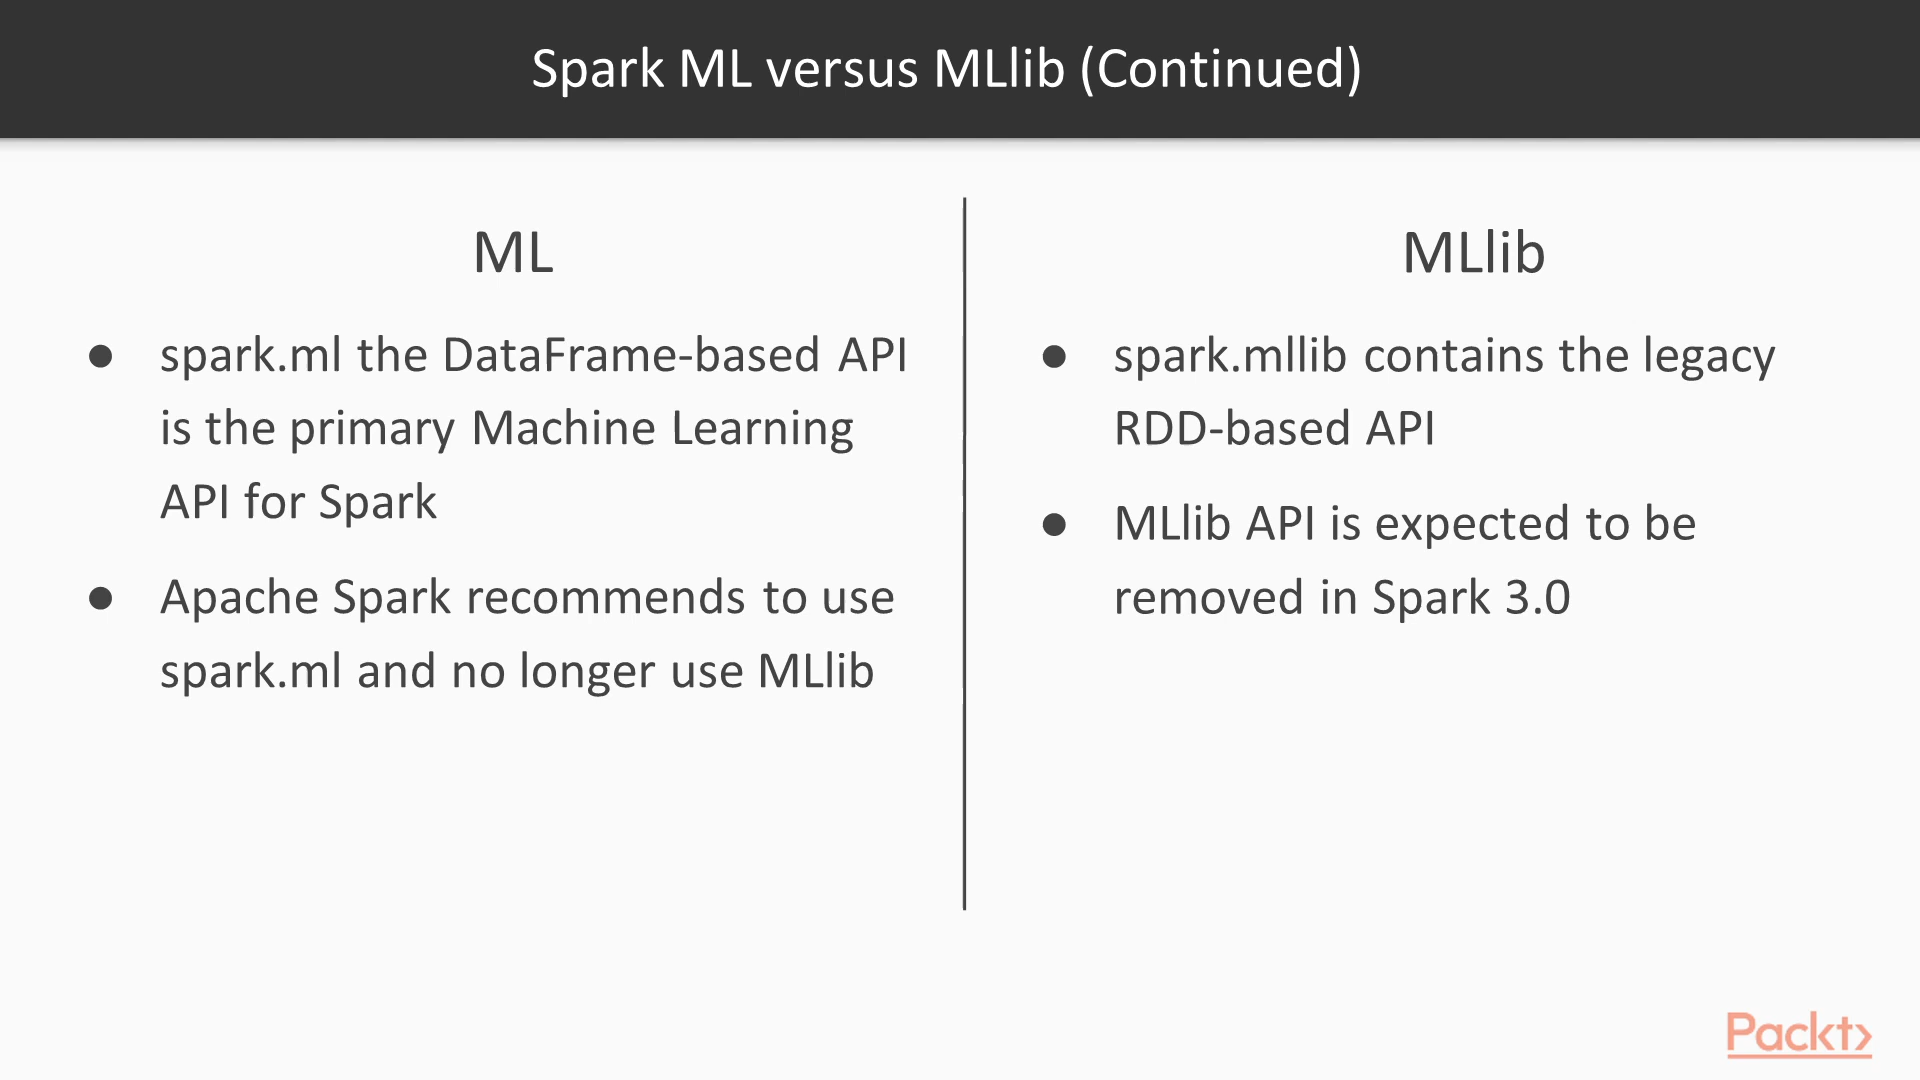 Spark ML versus MLlib (Continued)
ML
● spark.ml the DataFrame-based API
is the primary Machine Learning
API for Spark
● Apache Spark recommends to use
spark.ml and no longer use MLlib
MLlib
● spark.mllib contains the legacy
RDD-based API
● MLlib API is expected to be
removed in Spark 3.0
Packt>